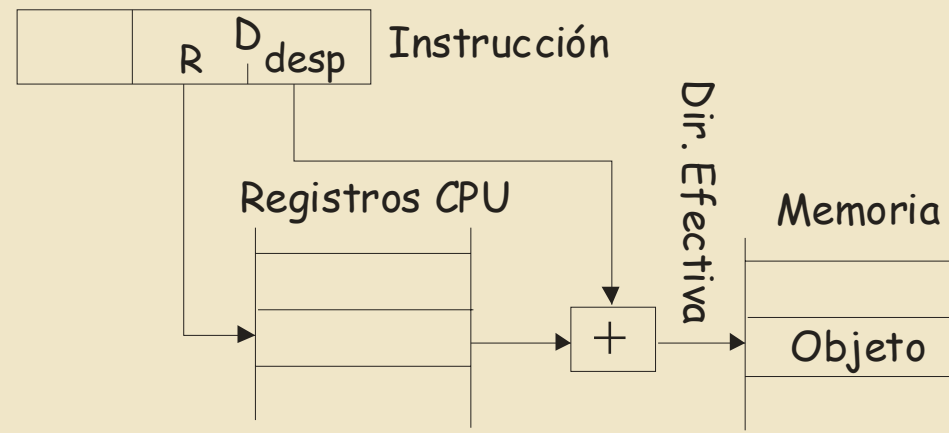 D
R desp
Instrucción
Dir. Efectiva
Registros CPU
Memoria
+
Objeto